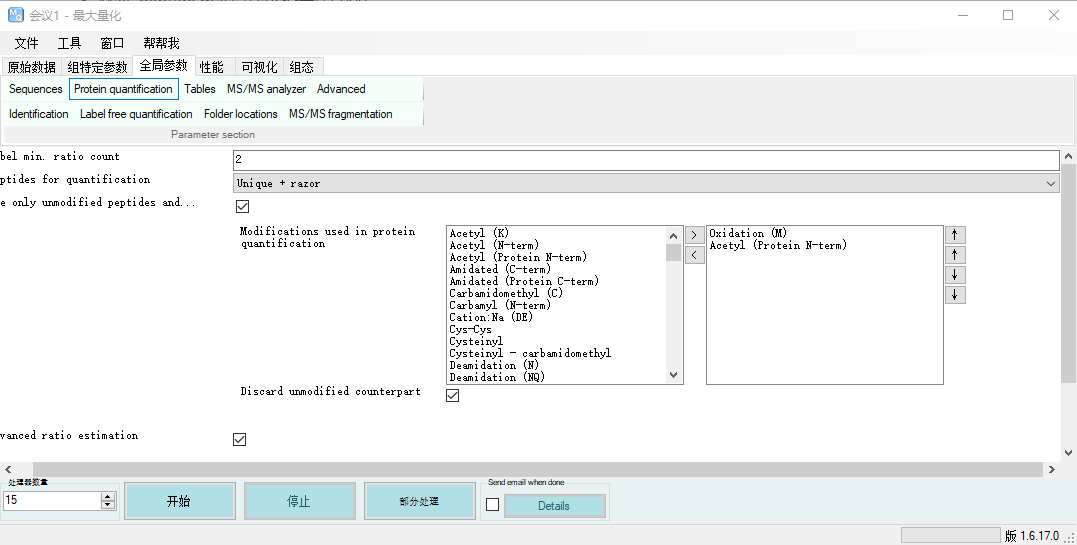 会议1 - 最大量化
文件 工具 窗口 帮帮我
原始数据 组特定参数 全局参数 性能 可视化 组态
Sequences Protein quantification Tables MS/MS analyzer Advanced
Identification Label free quantification Folder locations MS/MS fragmentation
Parameter section
bel min. ratio count 2
ptides for quantification Unique + razor
e only unmodified peptides and...
Modifications used in protein
quantification
Acetyl (K)
Acetyl (N-term)
Acetyl (Protein N-term)
Amidated (C-term)
Amidated (Protein C-term)
Carbamidomethyl (C)
Carbamyl (N-term)
Cation:Na (DE)
Cys-Cys
Cysteinyl
Cysteinyl - carbamidomethyl
Deamidation (N)
Deamidation (NQ)
>
<
Oxidation (M)
Acetyl (Protein N-term)
↑
↑
↓
↓
Discard unmodified counterpart
vanced ratio estimation
处理器数量
15
开始 停止 部分处理
Send email when done
Details
版 1.6.17.0